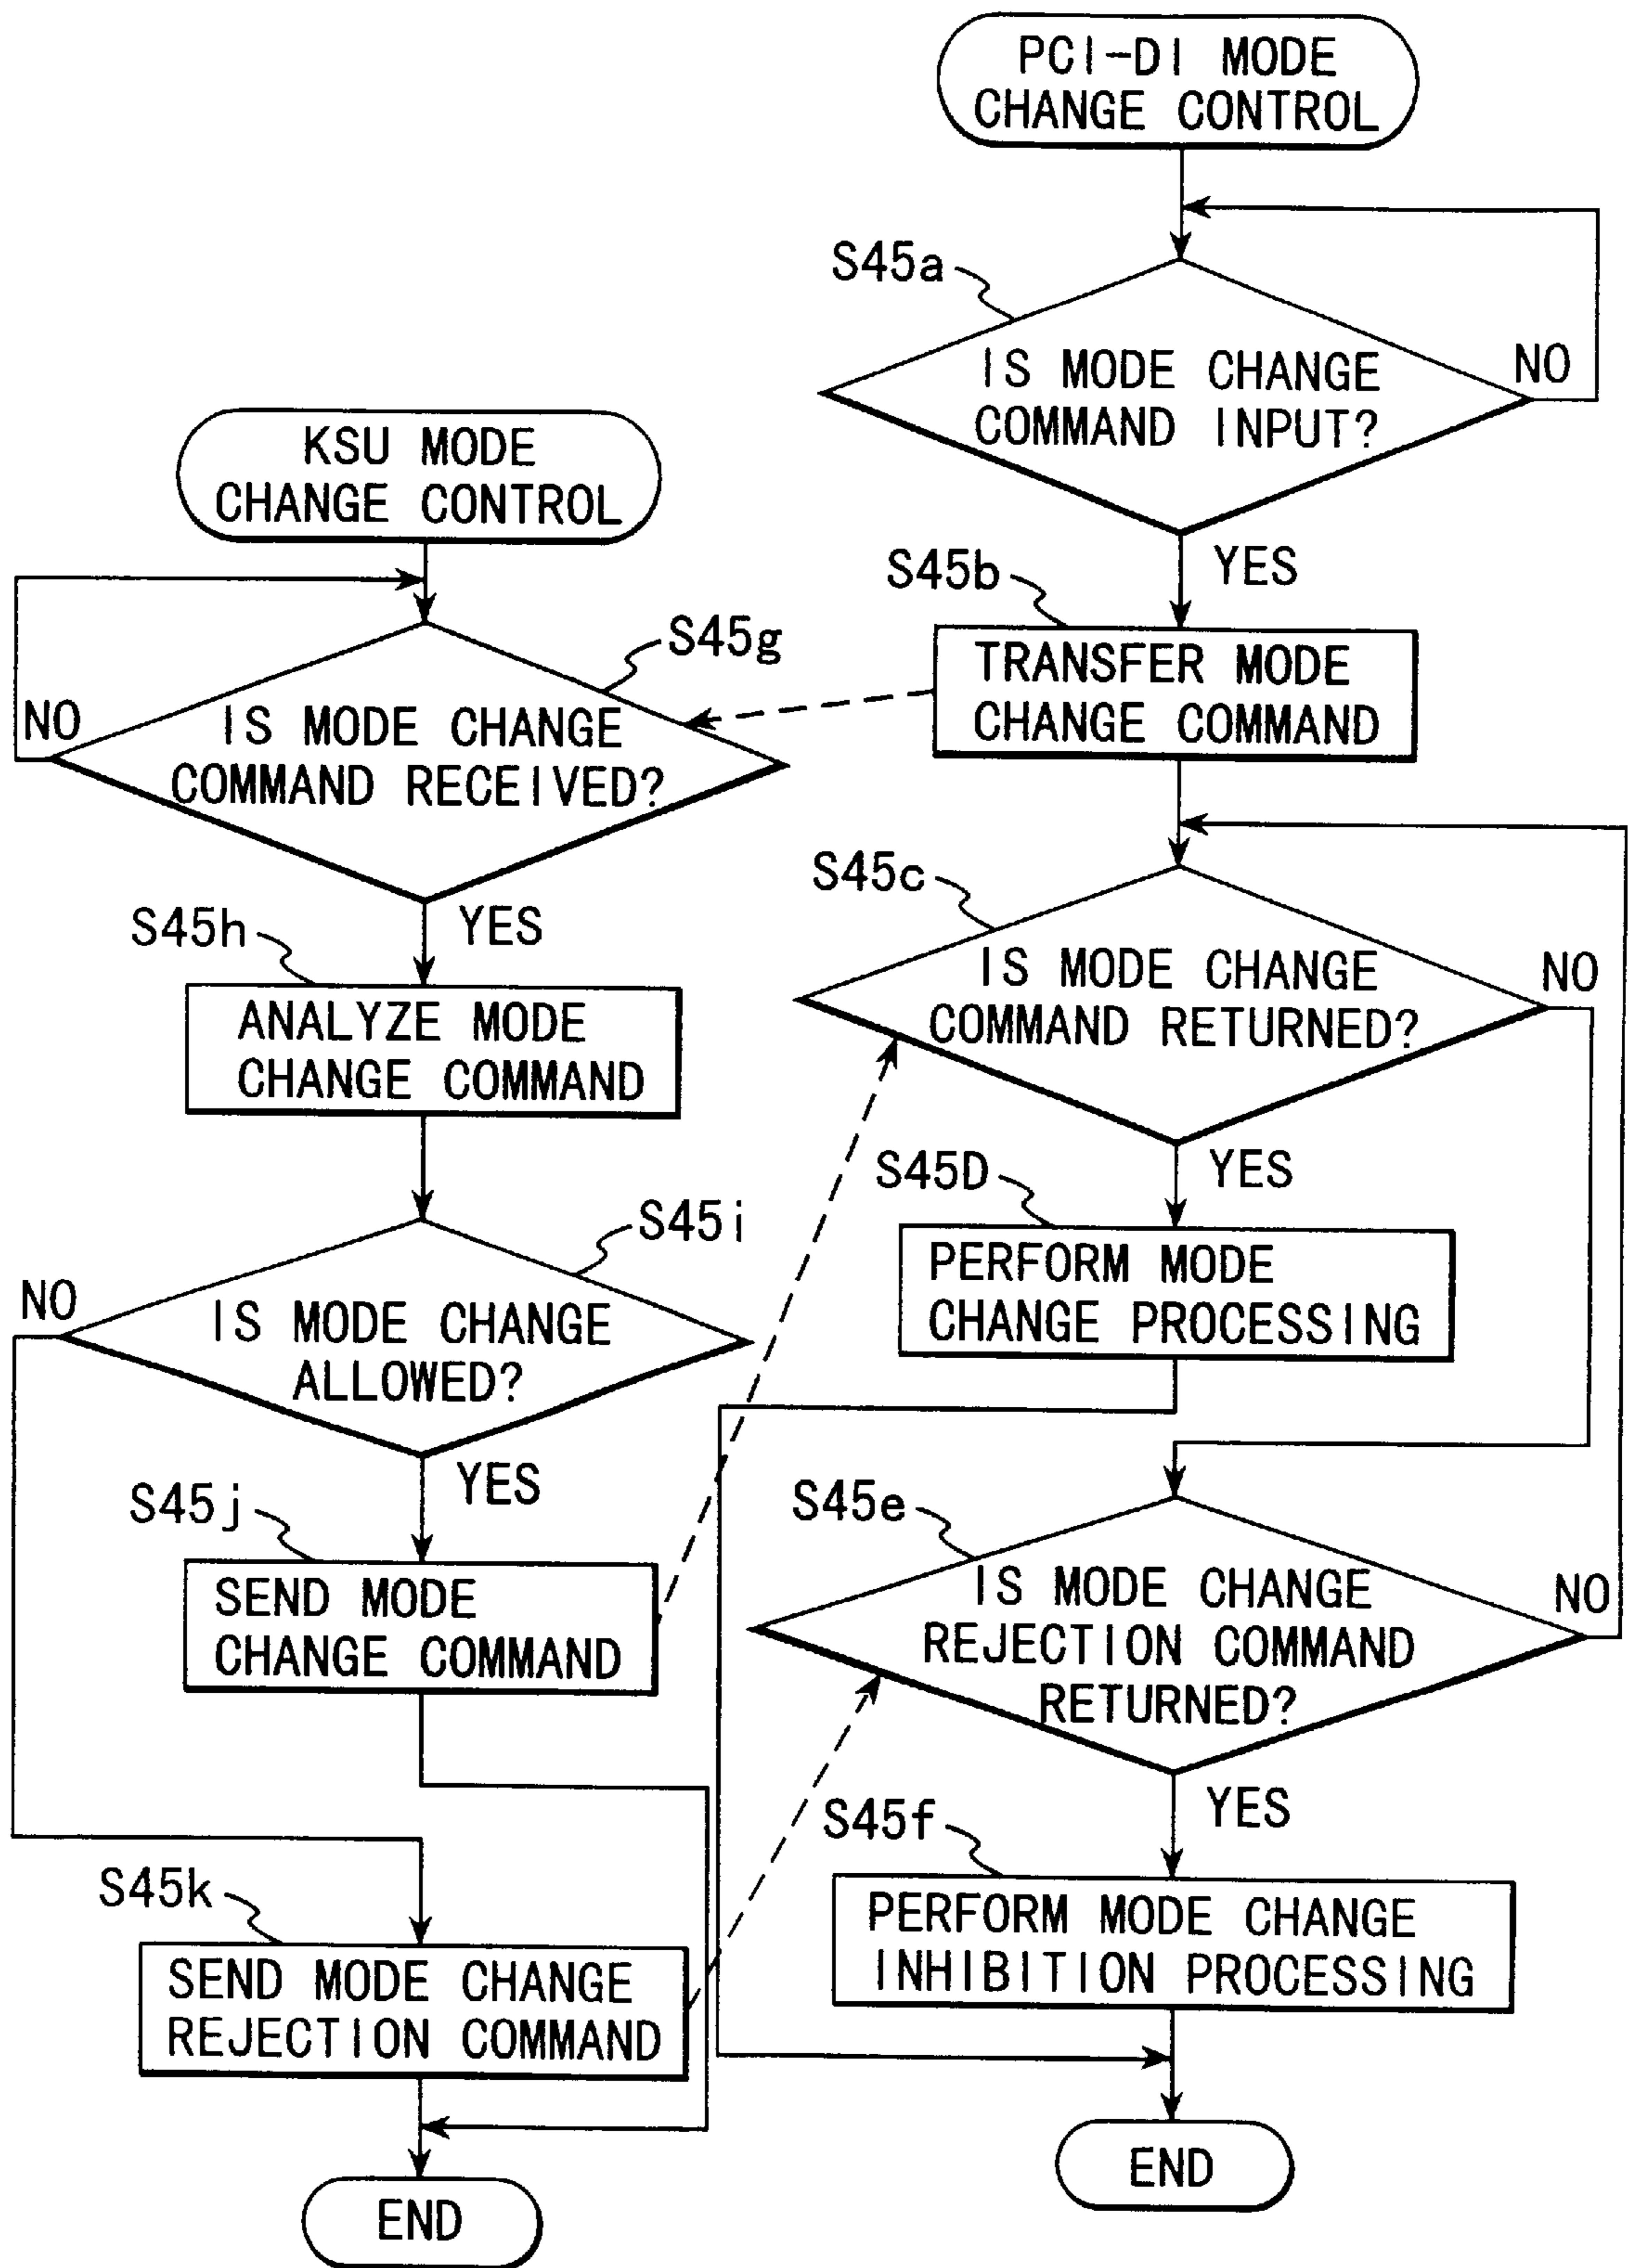 PCI-DI MODE
CHANGE CONTROL
S45a
IS MODE CHANGE
COMMAND INPUT?
NO
YES
S45b
TRANSFER MODE
CHANGE COMMAND
S45c
IS MODE CHANGE
COMMAND RETURNED?
NO
YES
S45D
PERFORM MODE
CHANGE PROCESSING
S45e
IS MODE CHANGE
REJECTION COMMAND
RETURNED?
NO
YES
S45f
PERFORM MODE CHANGE
INHIBITION PROCESSING
END
KSU MODE
CHANGE CONTROL
S45g
IS MODE CHANGE
COMMAND RECEIVED?
NO
YES
S45h
ANALYZE MODE
CHANGE COMMAND
S45i
IS MODE CHANGE
ALLOWED?
NO
YES
S45j
SEND MODE
CHANGE COMMAND
S45k
SEND MODE CHANGE
REJECTION COMMAND
END